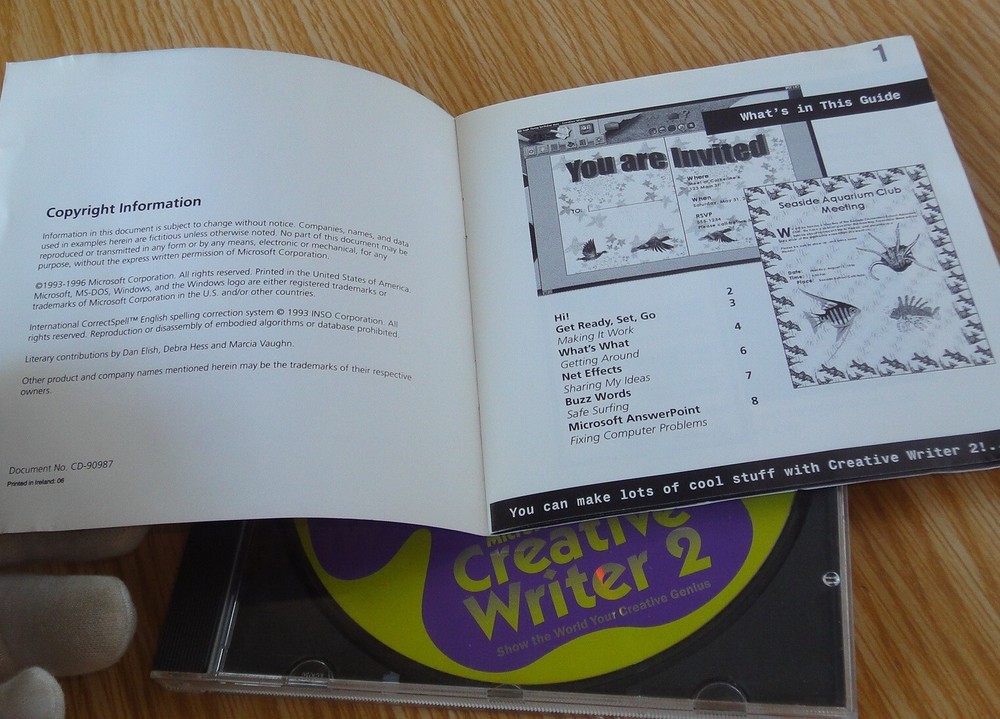 Copyright Information
Information in this document is subject to change without notice. Companies, names, and data
used in examples herein are fictitious unless otherwise noted. No part of this document may be
reproduced or transmitted in any form or by any means, electronic or mechanical, for any
purpose, without the express written permission of Microsoft Corporation.
©1993-1996 Microsoft Corporation. All rights reserved. Printed in the United States of America.
Microsoft, MS-DOS, Windows, and the Windows logo are either registered trademarks or
trademarks of Microsoft Corporation in the U.S. and/or other countries.
International CorrectSpell™ English spelling correction system © 1993 INSO Corporation. All
rights reserved. Reproduction or disassembly of embodied algorithms or database prohibited.
Literary contributions by Dan Elish, Debra Hess and Marcia Vaughn.
Other product and company names mentioned herein may be the trademarks of their respective
owners.
Document No. CD-90987
Printed in Ireland: 06
1
What's in This Guide
You are Invited
TO:
Where
When
Saturday, May 31
RSVP
555-1234
Seaside Aquarium Club
Meeting
Date:
Time:
Place:
Hi! 2
Get Ready, Set, Go 3
Making It Work
What's What 4
Getting Around
Net Effects 6
Sharing My Ideas
Buzz Words 7
Safe Surfing
Microsoft AnswerPoint 8
Fixing Computer Problems
You can make lots of cool stuff with Creative Writer 2!
Creative
Writer 2
Show the World Your Creative Genius